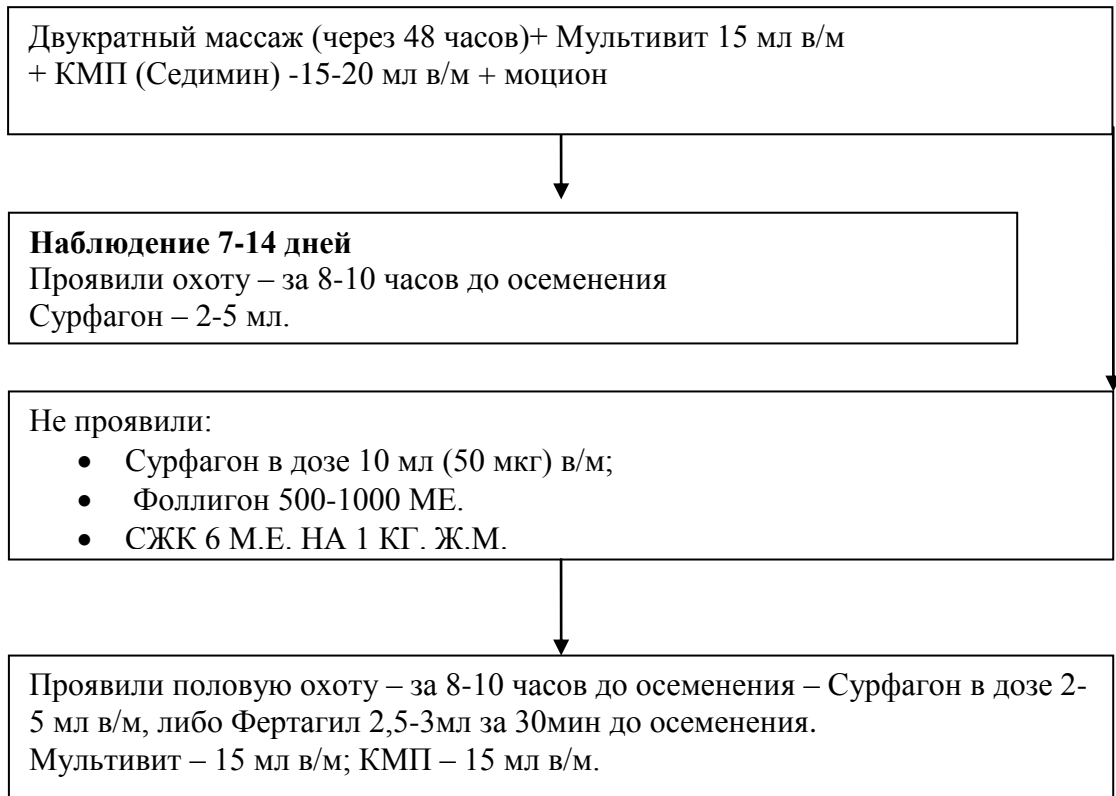 Двукратный массаж (через 48 часов)+ Мультивит 15 мл в/м
+ КМП (Седимин) -15-20 мл в/м + моцион
Наблюдение 7-14 дней
Проявили охоту – за 8-10 часов до осеменения
Сурфагон – 2-5 мл.
Не проявили:
• Сурфагон в дозе 10 мл (50 мкг) в/м;
• Фоллигон 500-1000 МЕ.
• СЖК 6 М.Е. НА 1 КГ. Ж.М.
Проявили половую охоту – за 8-10 часов до осеменения – Сурфагон в дозе 2-
5 мл в/м, либо Фертагил 2,5-3мл за 30мин до осеменения.
Мультивит – 15 мл в/м; КМП – 15 мл в/м.